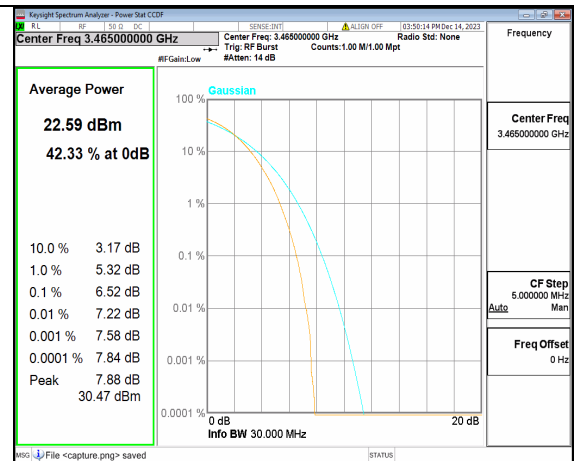 Keysight Spectrum Analyzer - Power Stat CCDF
RL RF 50 Ω DC SENSE:INT ALIGN OFF 03:50:14 PM Dec 14, 2023
Center Freq 3.465000000 GHz
Center Freq: 3.465000000 GHz Radio Std: None
Trig: RF Burst Counts:1.00 M/1.00 Mpt
#IFGain:Low #Atten: 14 dB
Frequency
Average Power
22.59 dBm
42.33 % at 0dB
10.0 % 3.17 dB
1.0 % 5.32 dB
0.1 % 6.52 dB
0.01 % 7.22 dB
0.001 % 7.58 dB
0.0001 % 7.84 dB
Peak 7.88 dB
30.47 dBm
Gaussian
100 %
10 %
1 %
0.1 %
0.01 %
0.001 %
0.0001 %
0 dB 20 dB
Info BW 30.000 MHz
Center Freq
3.465000000 GHz
CF Step
5.000000 MHz
Auto Man
Freq Offset
0 Hz
MSG File <capture.png> saved STATUS